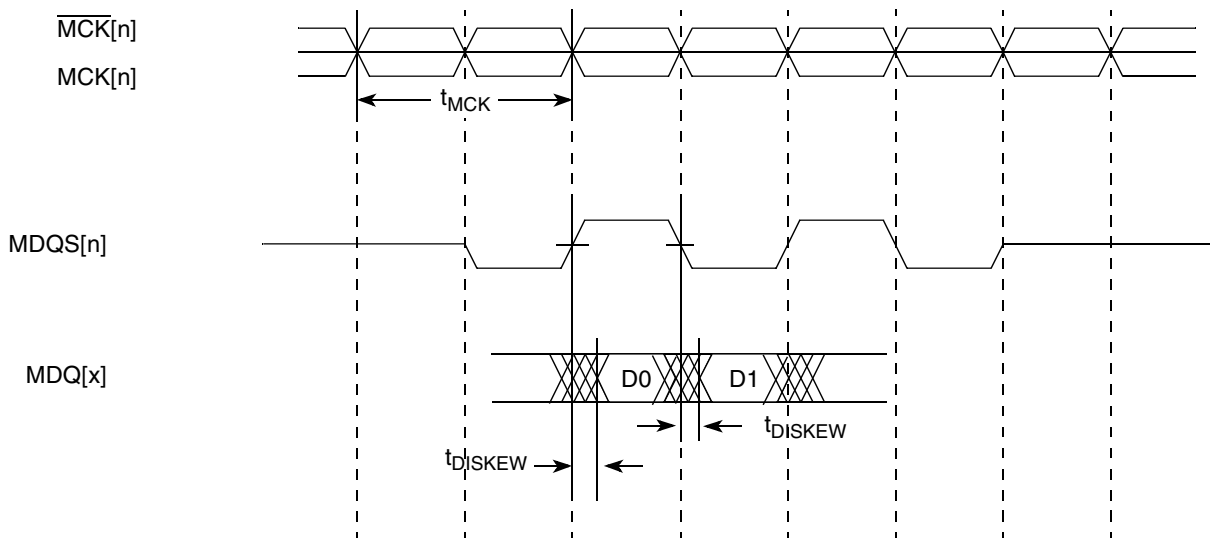 MCK[n]
MCK[n]
tMCK
MDQS[n]
MDQ[x]
D0
D1
tDISKEW
tDISKEW